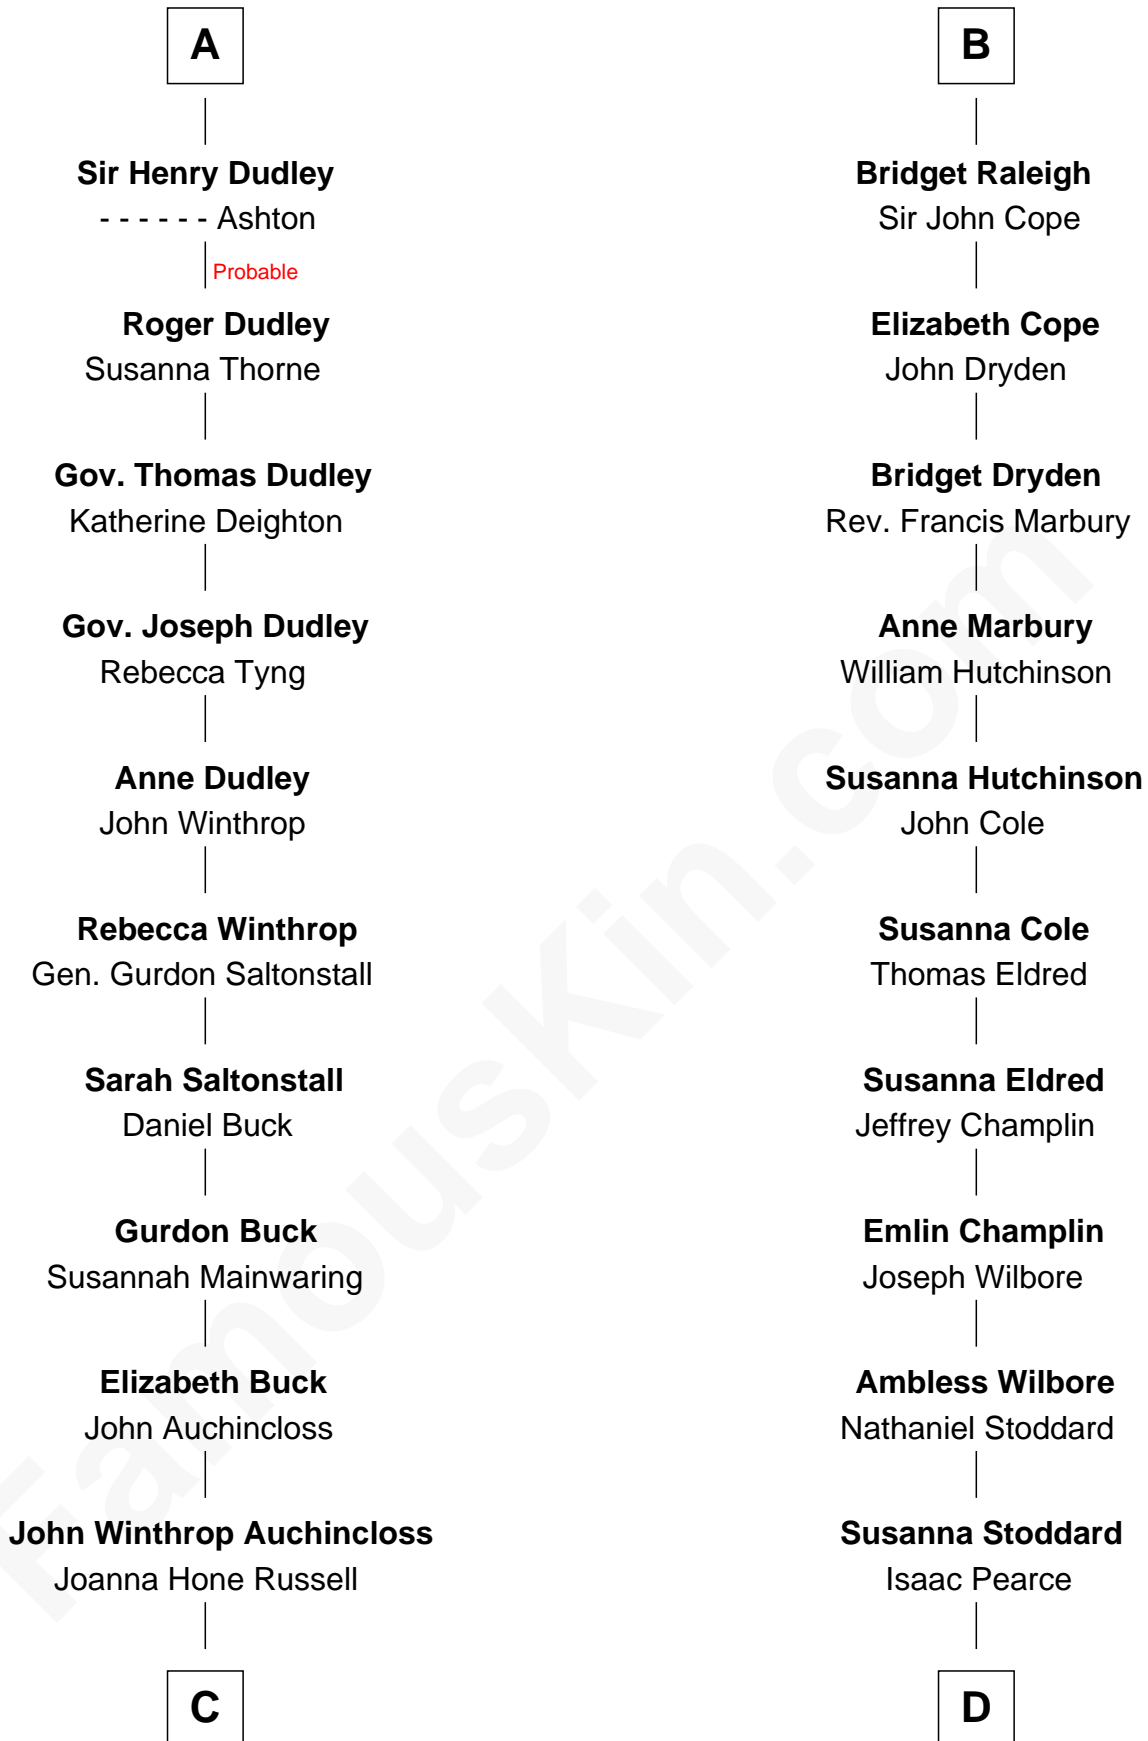 A
Sir Henry Dudley
- - - - - - Ashton
Probable
Roger Dudley
Susanna Thorne
Gov. Thomas Dudley
Katherine Deighton
Gov. Joseph Dudley
Rebecca Tyng
Anne Dudley
John Winthrop
Rebecca Winthrop
Gen. Gurdon Saltonstall
Sarah Saltonstall
Daniel Buck
Gurdon Buck
Susannah Mainwaring
Elizabeth Buck
John Auchincloss
John Winthrop Auchincloss
Joanna Hone Russell
C
B
Bridget Raleigh
Sir John Cope
Elizabeth Cope
John Dryden
Bridget Dryden
Rev. Francis Marbury
Anne Marbury
William Hutchinson
Susanna Hutchinson
John Cole
Susanna Cole
Thomas Eldred
Susanna Eldred
Jeffrey Champlin
Emlin Champlin
Joseph Wilbore
Ambless Wilbore
Nathaniel Stoddard
Susanna Stoddard
Isaac Pearce
D
FamousKin.com